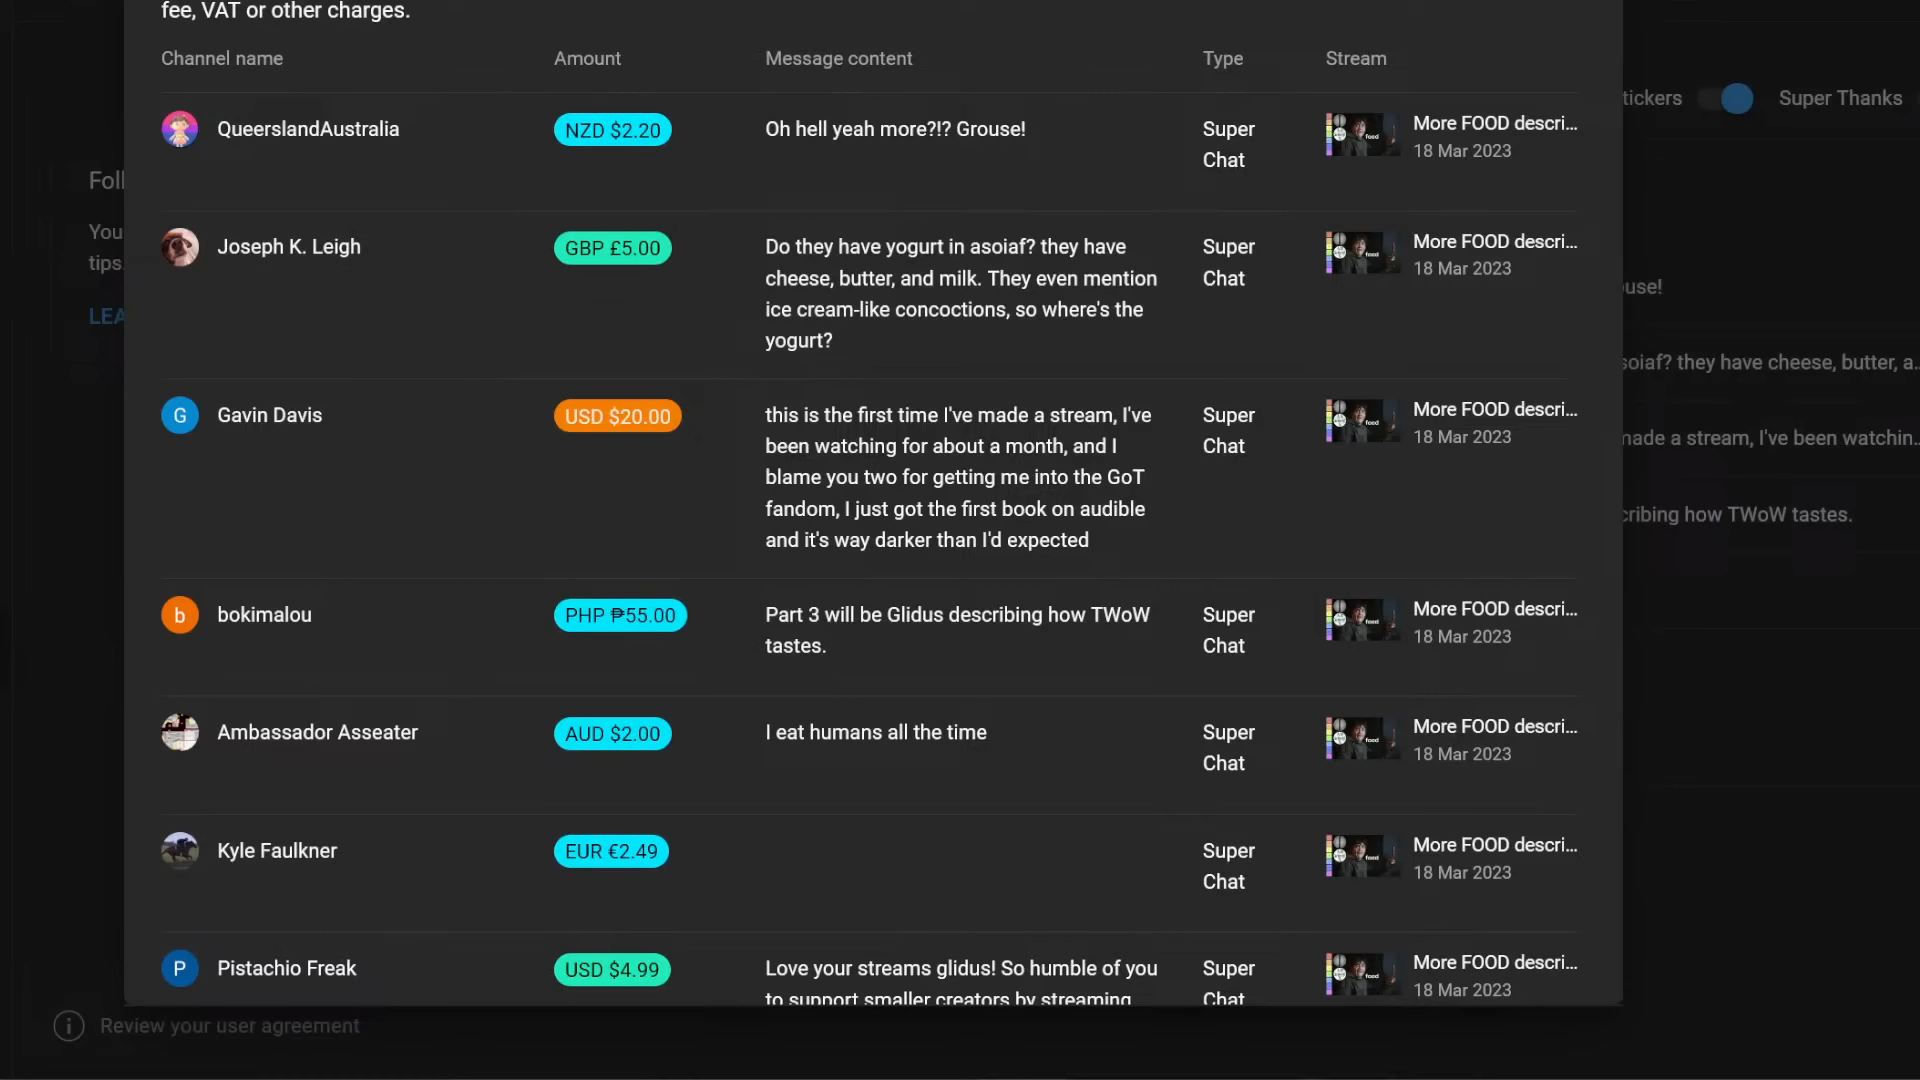 fee, VAT or other charges.
Channel name Amount Message content Type Stream
QueerslandAustralia NZD $2.20 Oh hell yeah more?!? Grouse! Super Chat More FOOD descri...
18 Mar 2023
Joseph K. Leigh GBP £5.00 Do they have yogurt in asoiaf? they have
cheese, butter, and milk. They even mention
ice cream-like concoctions, so where's the
yogurt?
Super Chat More FOOD descri...
18 Mar 2023
G Gavin Davis USD $20.00 this is the first time I've made a stream, I've
been watching for about a month, and I
blame you two for getting me into the GoT
fandom, I just got the first book on audible
and it's way darker than I'd expected
Super Chat More FOOD descri...
18 Mar 2023
b bokimalou PHP ₱55.00 Part 3 will be Glidus describing how TWoW
tastes.
Super Chat More FOOD descri...
18 Mar 2023
Ambassador Asseater AUD $2.00 I eat humans all the time Super Chat More FOOD descri...
18 Mar 2023
Kyle Faulkner EUR €2.49 Super Chat More FOOD descri...
18 Mar 2023
P Pistachio Freak USD $4.99 Love your streams glidus! So humble of you
to support smaller creators by streaming
Super Chat More FOOD descri...
18 Mar 2023
Foll
You
tips
LEA
tickers Super Thanks
ouse!
soiaf? they have cheese, butter, a...
made a stream, I've been watchin...
cribing how TWoW tastes.
Review your user agreement